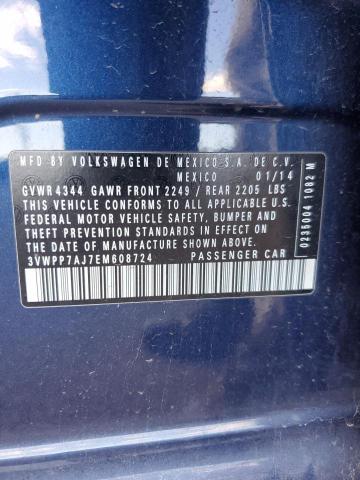 MFD BY VOLKSWAGEN DE MEXICO S.A. DE C.V.
MEXICO 01/14
GVWR 4344 GAWR FRONT 2249 / REAR 2205 LBS
THIS VEHICLE CONFORMS TO ALL APPLICABLE U.S.
FEDERAL MOTOR VEHICLE SAFETY, BUMPER AND
THEFT PREVENTION STANDARDS IN EFFECT ON THE
DATE OF MANUFACTURE SHOWN ABOVE.
3VWPP7AJ7EM608724 PASSENGER CAR
0235004 1082 M